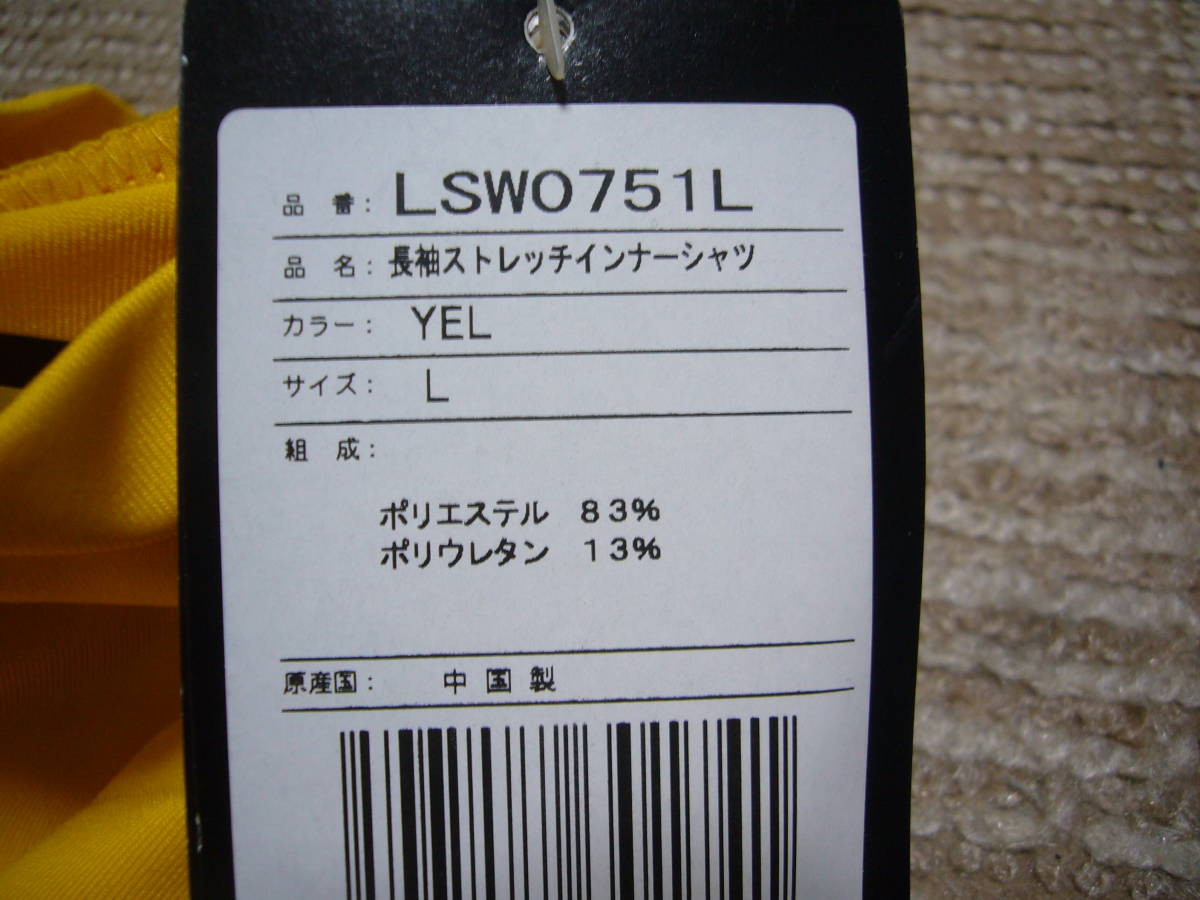 品番: LSW0751L
品名: 長袖ストレッチインナーシャツ
カラー: YEL
サイズ: L
組成:
ポリエステル 83%
ポリウレタン 13%
原産国: 中国製